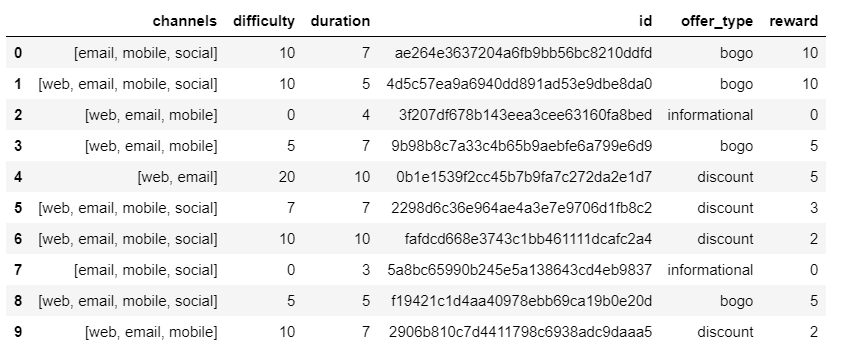 channels difficulty duration id offer_type reward
0 [email, mobile, social] 10 7 ae264e3637204a6fb9bb56bc8210ddfd bogo 10
1 [web, email, mobile, social] 10 5 4d5c57ea9a6940dd891ad53e9dbe8da0 bogo 10
2 [web, email, mobile] 0 4 3f207df678b143eea3cee63160fa8bed informational 0
3 [web, email, mobile] 5 7 9b98b8c7a33c4b65b9aebfe6a799e6d9 bogo 5
4 [web, email] 20 10 0b1e1539f2cc45b7b9fa7c272da2e1d7 discount 5
5 [web, email, mobile, social] 7 7 2298d6c36e964ae4a3e7e9706d1fb8c2 discount 3
6 [web, email, mobile, social] 10 10 fafdcd668e3743c1bb461111dcafc2a4 discount 2
7 [email, mobile, social] 0 3 5a8bc65990b245e5a138643cd4eb9837 informational 0
8 [web, email, mobile, social] 5 5 f19421c1d4aa40978ebb69ca19b0e20d bogo 5
9 [web, email, mobile] 10 7 2906b810c7d4411798c6938adc9daaa5 discount 2